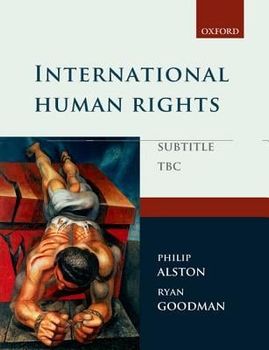 OXFORD
INTERNATIONAL
HUMAN RIGHTS
SUBTITLE
TBC
PHILIP
ALSTON
RYAN
GOODMAN